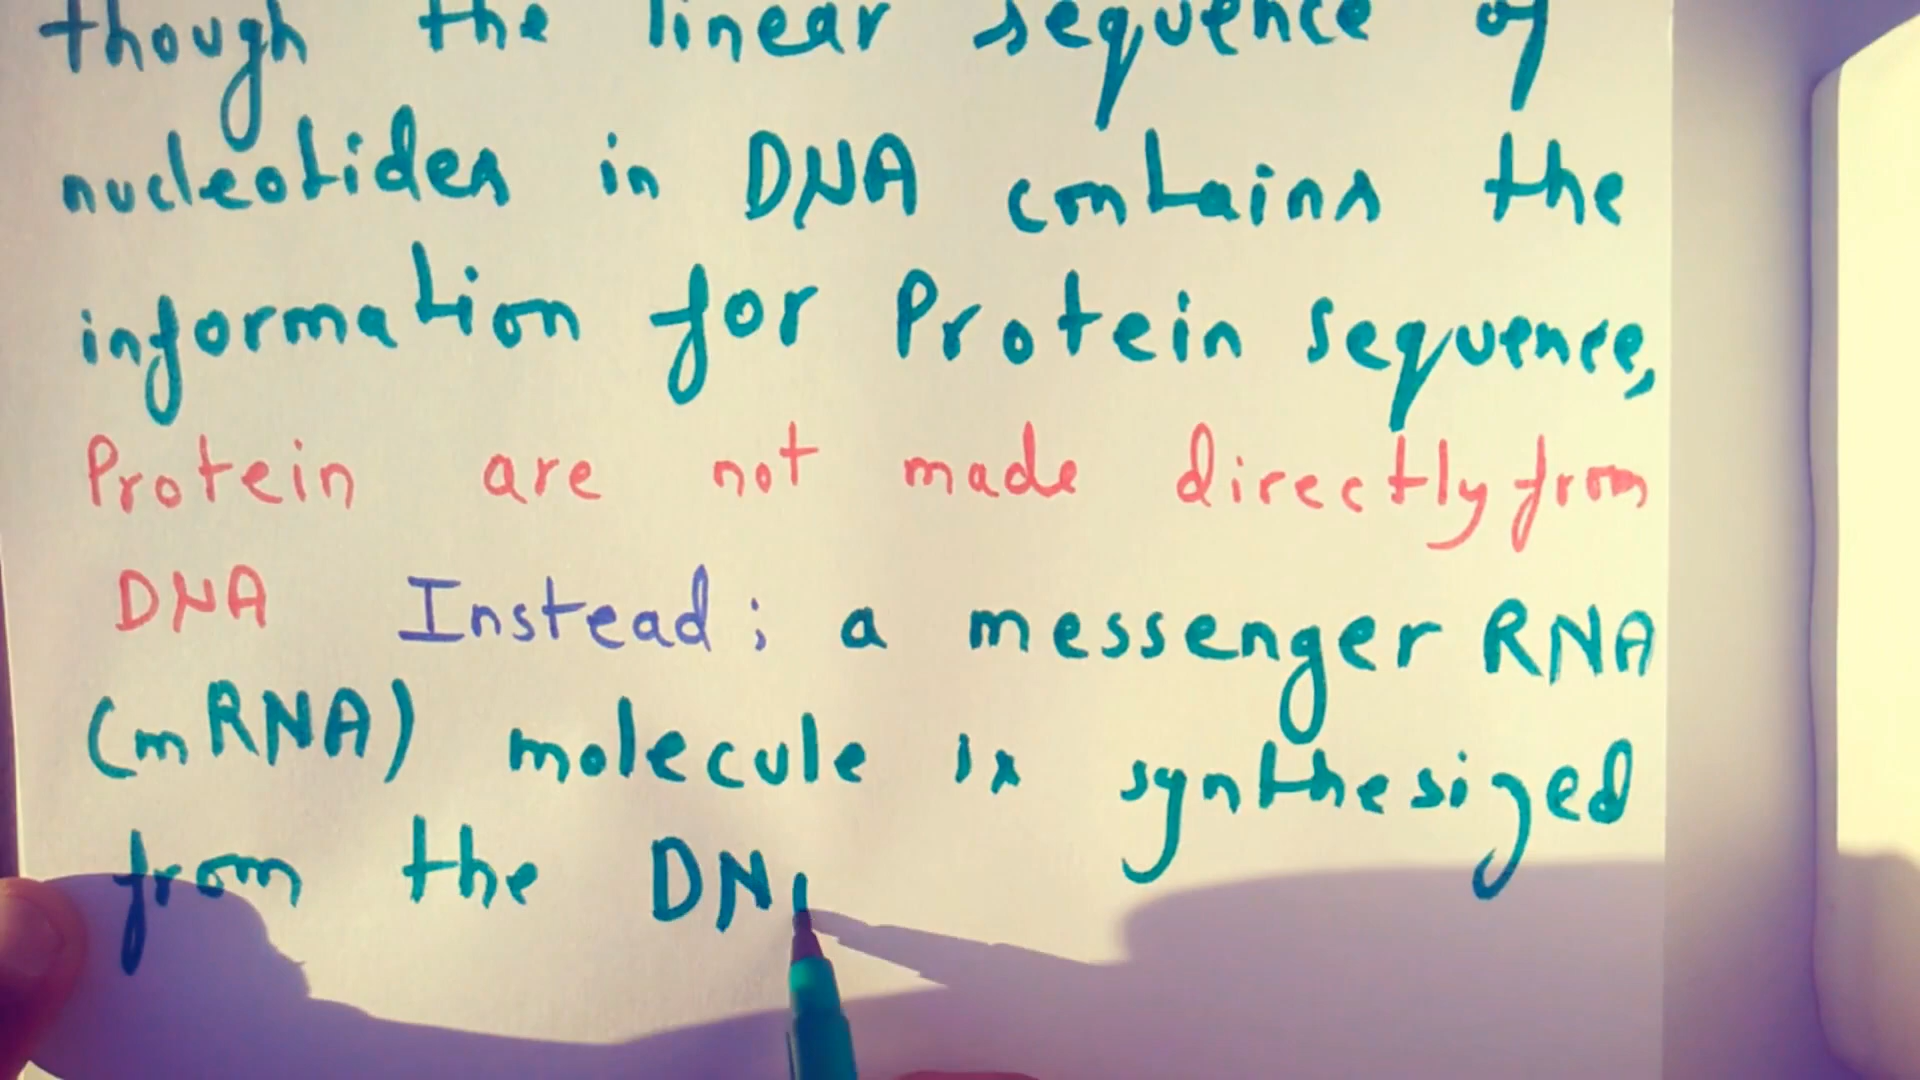 though the linear sequence of
nucleotides in DNA contains the
information for Protein sequence,
Protein are not made directly from
DNA Instead; a messenger RNA
(mRNA) molecule is synthesized
from the DN